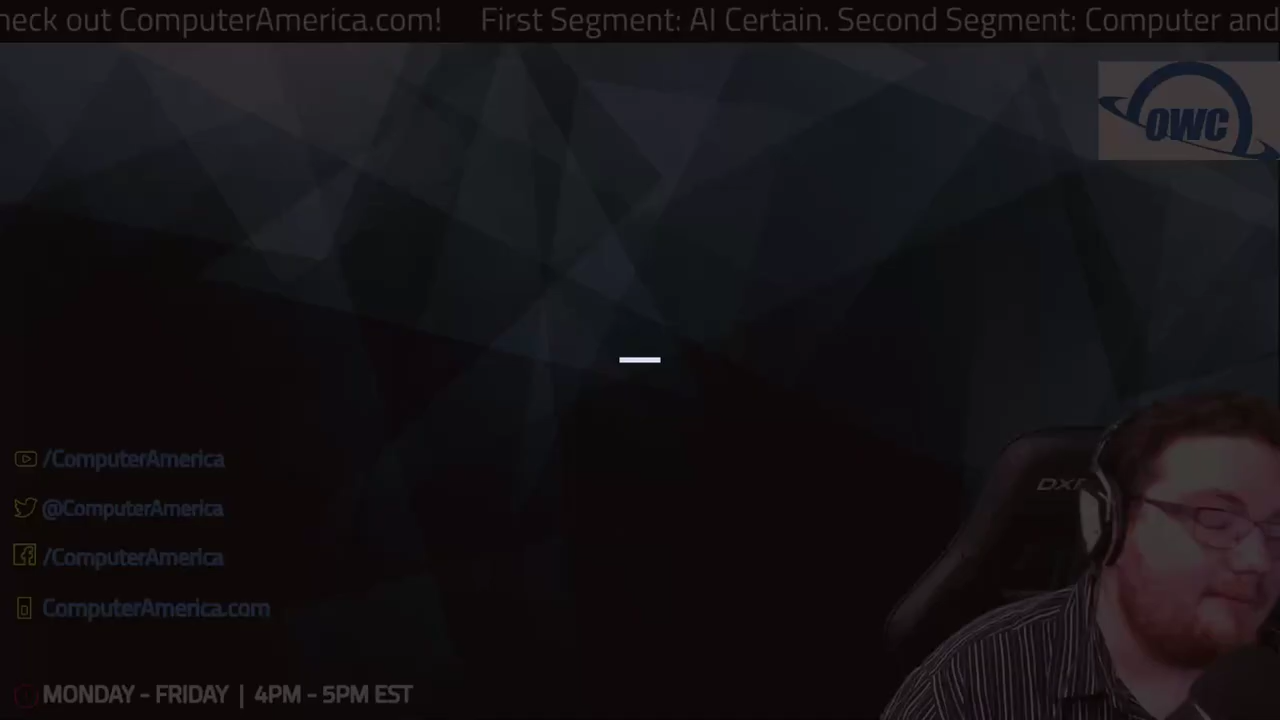 heck out ComputerAmerica.com! First Segment: AI Certain. Second Segment: Computer and
OWC
DXR
/ComputerAmerica
@ComputerAmerica
/ComputerAmerica
ComputerAmerica.com
MONDAY - FRIDAY | 4PM - 5PM EST